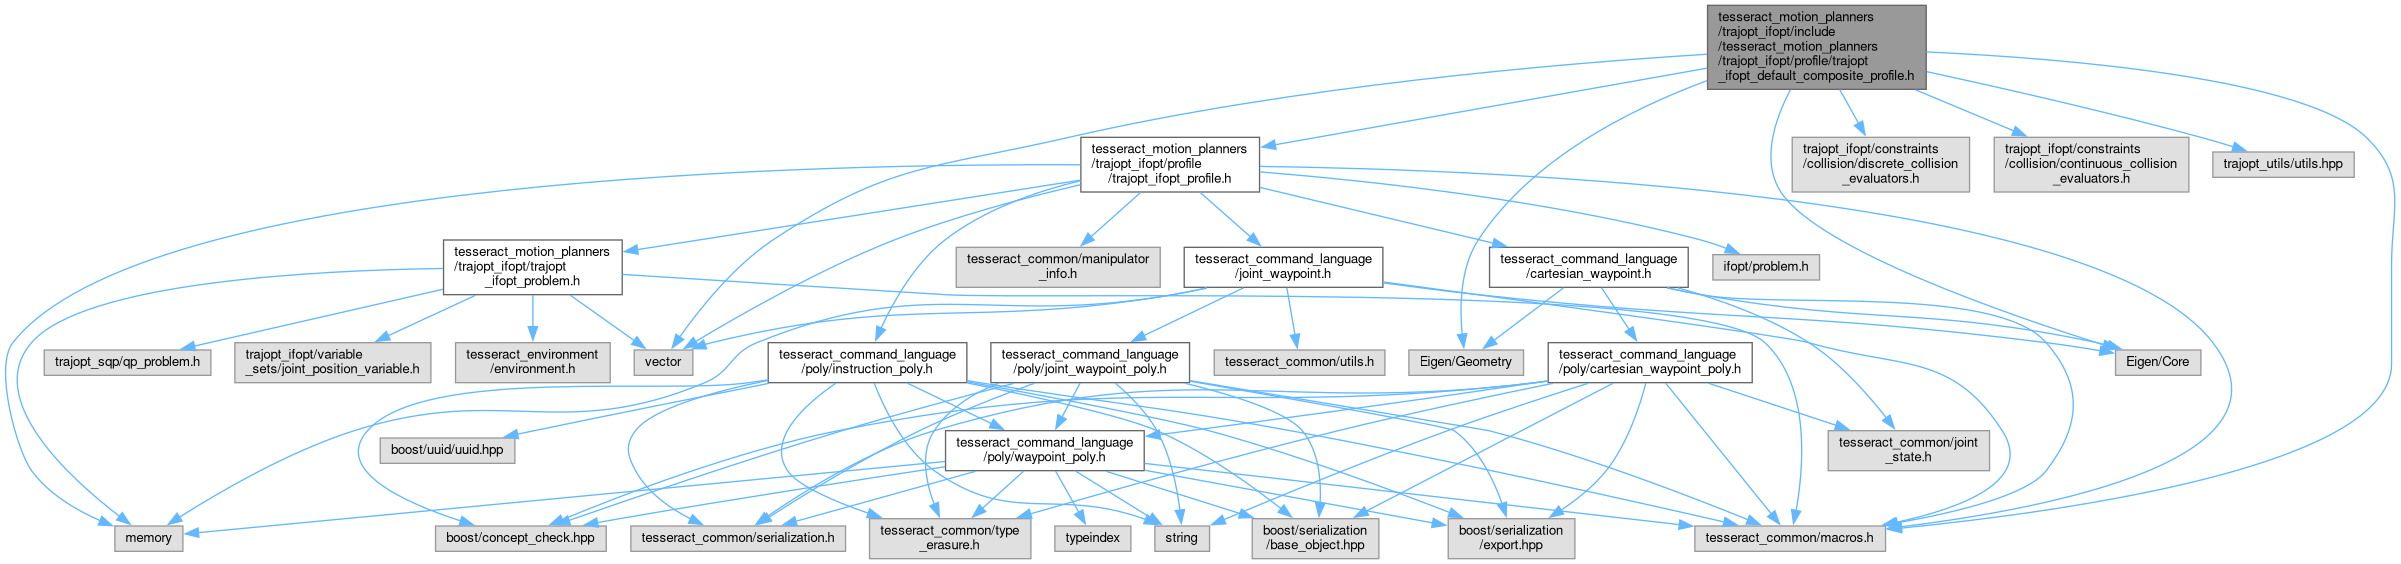 tesseract_motion_planners
/trajopt_ifopt/include
/tesseract_motion_planners
/trajopt_ifopt/profile/trajopt
_ifopt_default_composite_profile.h
tesseract_motion_planners
/trajopt_ifopt/profile
/trajopt_ifopt_profile.h
trajopt_ifopt/constraints
/collision/discrete_collision
_evaluators.h
trajopt_ifopt/constraints
/collision/continuous_collision
_evaluators.h
trajopt_utils/utils.hpp
tesseract_motion_planners
/trajopt_ifopt/trajopt
_ifopt_problem.h
tesseract_common/manipulator
_info.h
tesseract_command_language
/joint_waypoint.h
tesseract_command_language
/cartesian_waypoint.h
ifopt/problem.h
trajopt_sqp/qp_problem.h
trajopt_ifopt/variable
_sets/joint_position_variable.h
tesseract_environment
/environment.h
vector
tesseract_command_language
/poly/instruction_poly.h
tesseract_command_language
/poly/joint_waypoint_poly.h
tesseract_common/utils.h
Eigen/Geometry
tesseract_command_language
/poly/cartesian_waypoint_poly.h
Eigen/Core
boost/uuid/uuid.hpp
tesseract_command_language
/poly/waypoint_poly.h
tesseract_common/joint
_state.h
memory
boost/concept_check.hpp
tesseract_common/serialization.h
tesseract_common/type
_erasure.h
typeindex
string
boost/serialization
/base_object.hpp
boost/serialization
/export.hpp
tesseract_common/macros.h